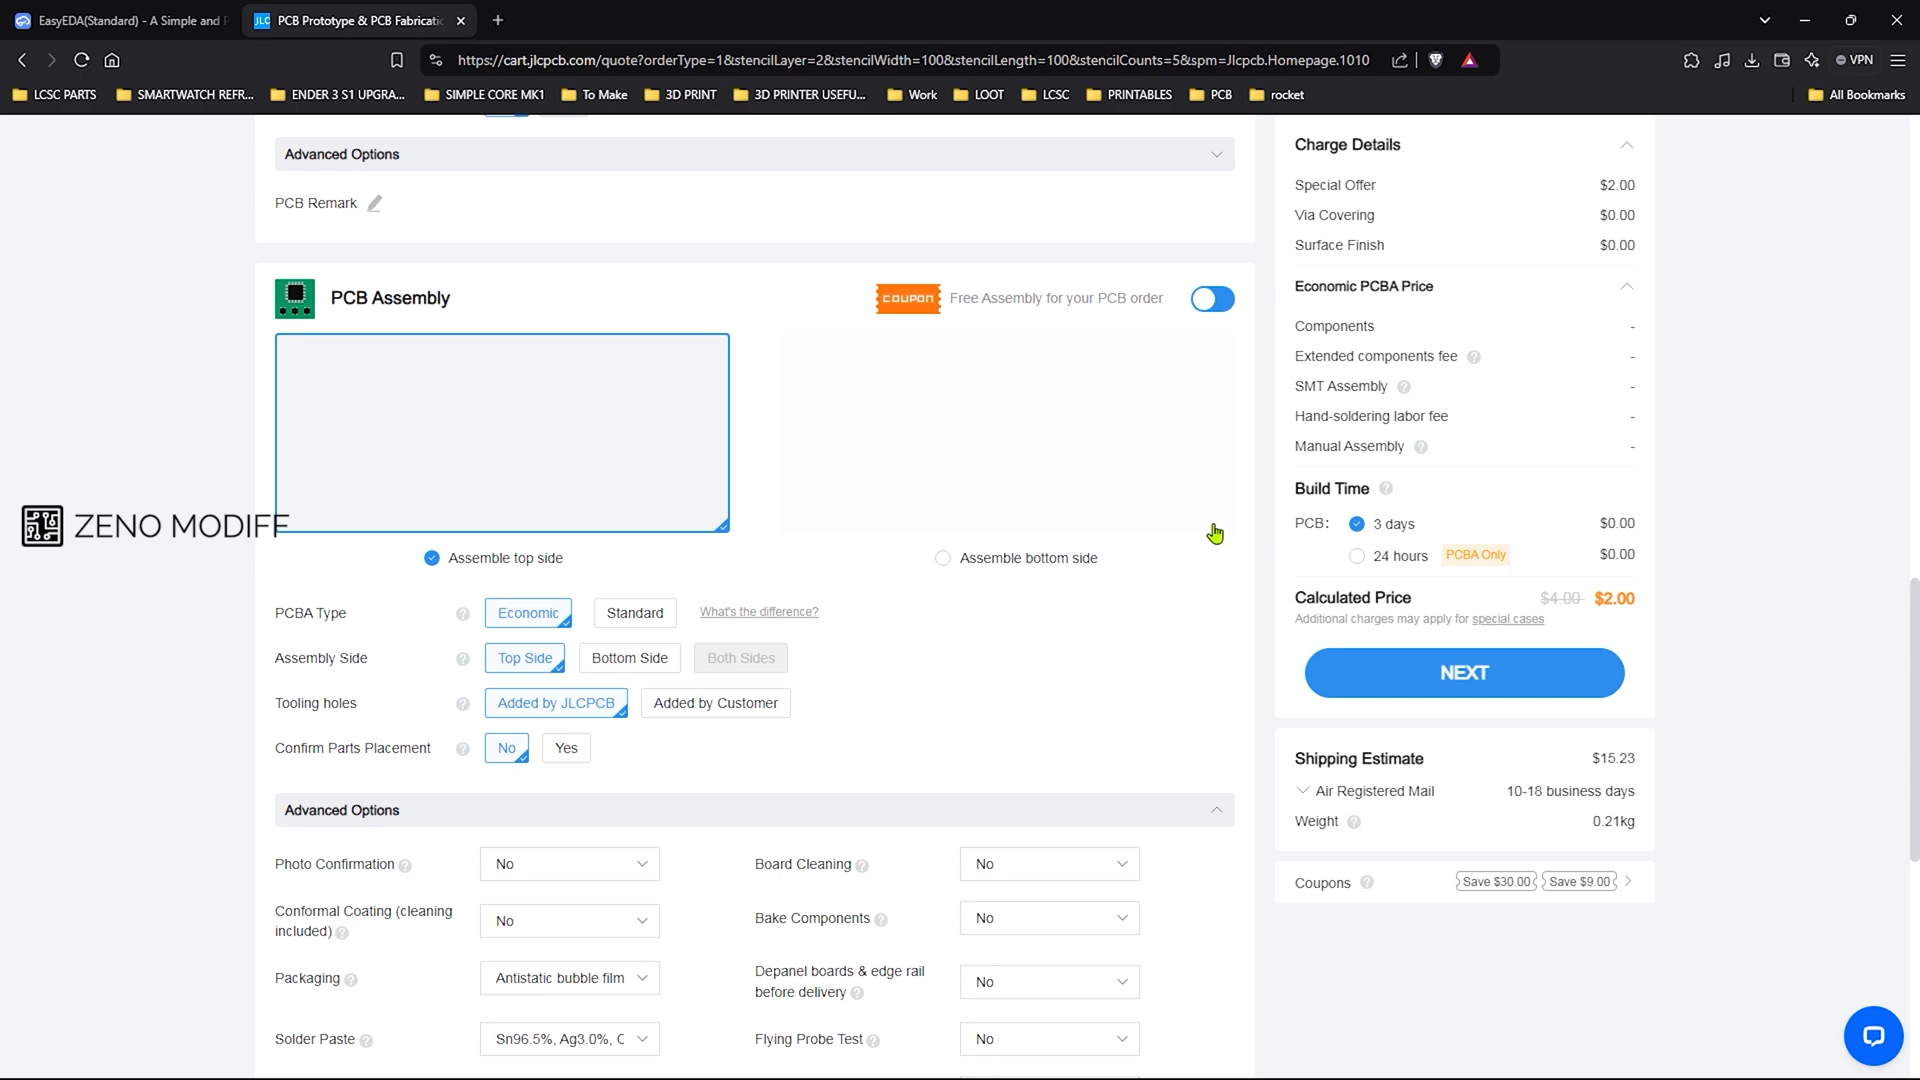 EasyEDA(Standard) - A Simple and P
JLC PCB Prototype & PCB Fabricatio
https://cart.jlcpcb.com/quote?orderType=1&stencilLayer=2&stencilWidth=100&stencilLength=100&stencilCounts=5&spm=Jlcpcb.Homepage.1010
VPN
LCSC PARTS SMARTWATCH REFR... ENDER 3 S1 UPGRA... SIMPLE CORE MK1 To Make 3D PRINT 3D PRINTER USEFU... Work LOOT LCSC PRINTABLES PCB rocket All Bookmarks
Advanced Options
PCB Remark
PCB Assembly
COUPON Free Assembly for your PCB order
Assemble top side
Assemble bottom side
PCBA Type ? Economic Standard What's the difference?
Assembly Side ? Top Side Bottom Side Both Sides
Tooling holes ? Added by JLCPCB Added by Customer
Confirm Parts Placement ? No Yes
Advanced Options
Photo Confirmation ? No
Board Cleaning ? No
Conformal Coating (cleaning
included) ? No
Bake Components ? No
Packaging ? Antistatic bubble film
Depanel boards & edge rail
before delivery ? No
Solder Paste ? Sn96.5%, Ag3.0%, C
Flying Probe Test ? No
Charge Details
Special Offer $2.00
Via Covering $0.00
Surface Finish $0.00
Economic PCBA Price
Components -
Extended components fee ? -
SMT Assembly ? -
Hand-soldering labor fee -
Manual Assembly ? -
Build Time ?
PCB: 3 days $0.00
24 hours PCBA Only $0.00
Calculated Price $4.00 $2.00
Additional charges may apply for special cases
NEXT
Shipping Estimate $15.23
Air Registered Mail 10-18 business days
Weight ? 0.21kg
Coupons ? Save $30.00 Save $9.00
ZENO MODIFF